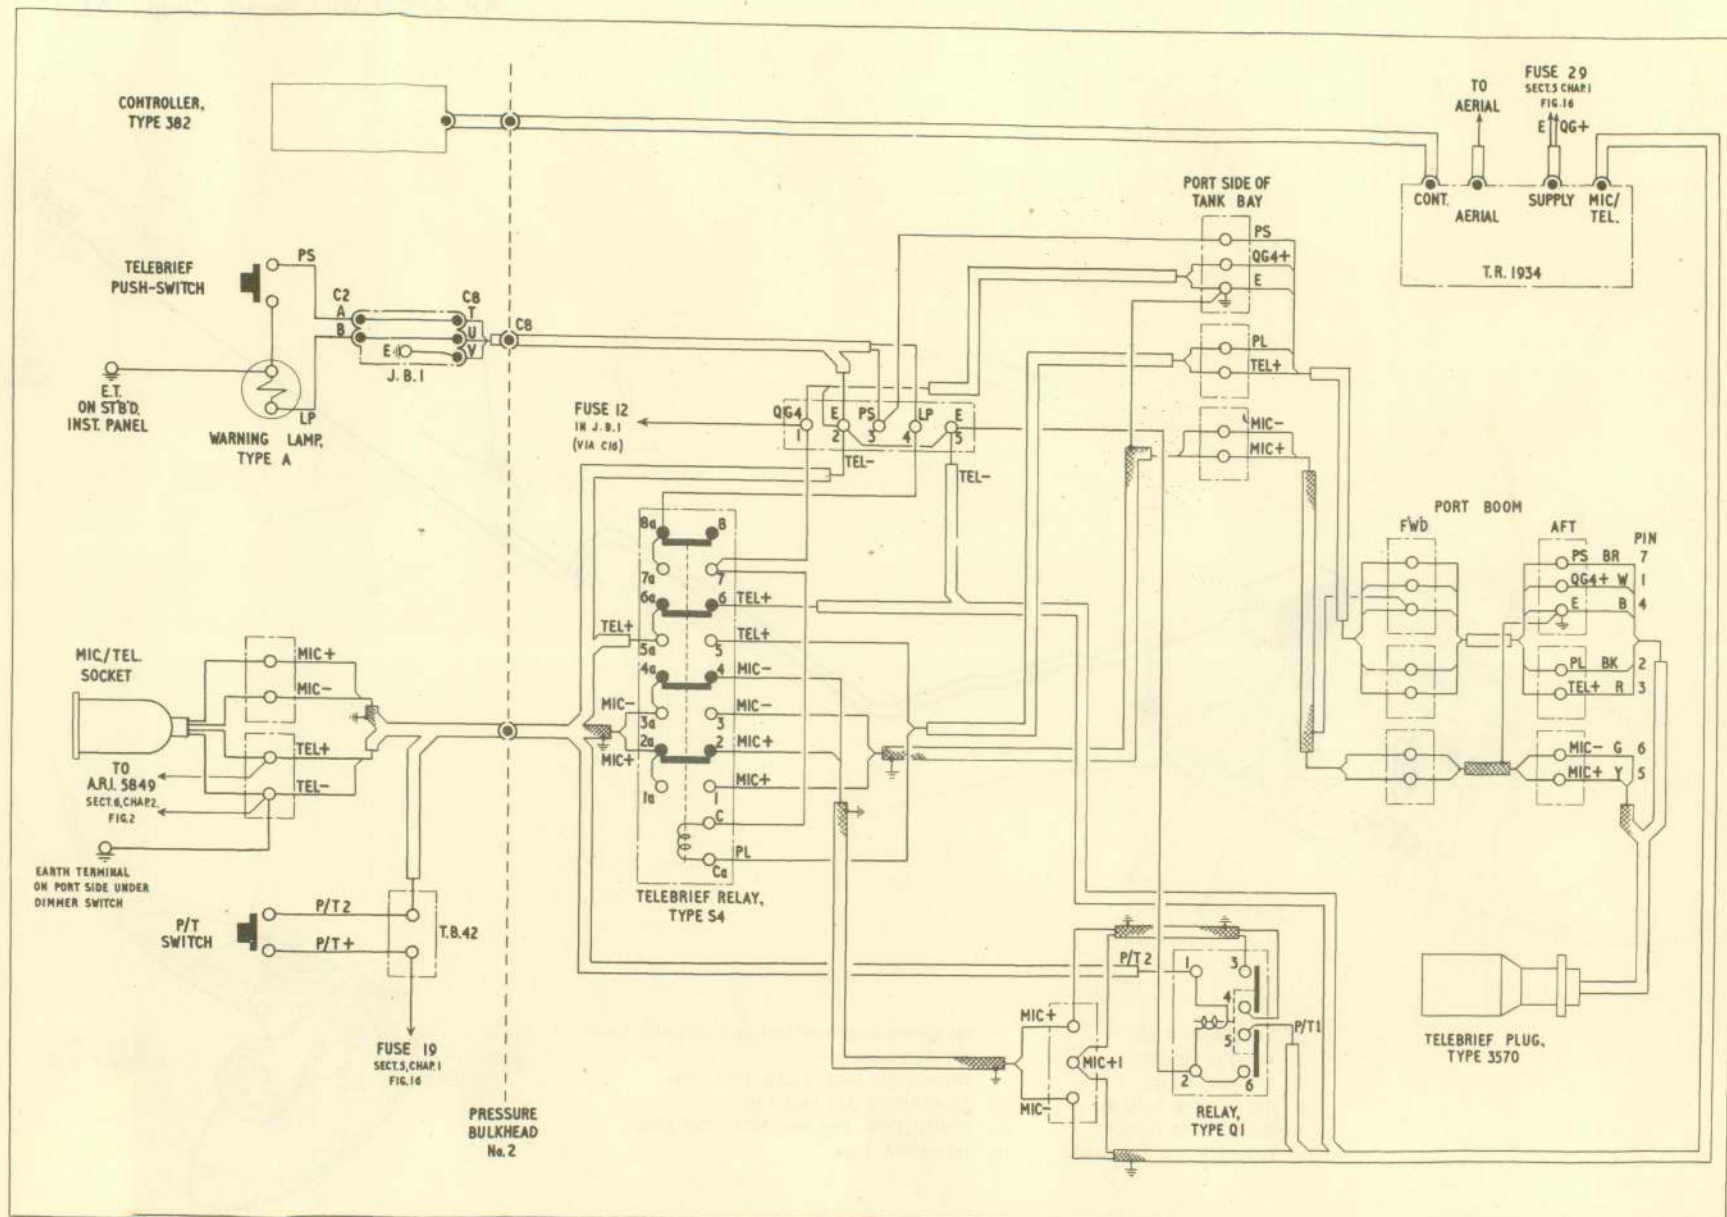 CONTROLLER,
TYPE 382
TO
AERIAL
FUSE 29
SECT.5 CHAP.1
FIG.16
E QG+
CONT.
AERIAL
SUPPLY
MIC/
TEL.
T.R. 1934
PORT SIDE OF
TANK BAY
PS
QG4+
E
PL
TEL+
MIC-
MIC+
TELEBRIEF
PUSH-SWITCH
PS
C2
A
B
C8
T
U
V
E
J.B.1
C8
E.T.
ON STB'D.
INST. PANEL
LP
WARNING LAMP,
TYPE A
FUSE 12
IN J.B.1
(VIA C16)
QG4
E
PS
LP
E
1
2
3
4
5
TEL-
TEL-
8a
8
7a
7
6a
6
TEL+
TEL+
5a
5
TEL+
4a
4
MIC-
MIC-
3a
3
MIC-
2a
2
MIC+
MIC+
1a
1
MIC+
C
PL
Ca
TELEBRIEF RELAY,
TYPE S4
MIC./TEL.
SOCKET
MIC+
MIC-
TEL+
TEL-
TO
A.R.I. 5849
SECT.6, CHAP.2,
FIG.2
EARTH TERMINAL
ON PORT SIDE UNDER
DIMMER SWITCH
P/T
SWITCH
P/T2
P/T+
T.B.42
FUSE 19
SECT.5, CHAP.1
FIG.16
PRESSURE
BULKHEAD
No. 2
PORT BOOM
FWD
AFT
PIN
PS BR 7
QG4+ W 1
E B 4
PL BK 2
TEL+ R 3
MIC- G 6
MIC+ Y 5
P/T2
1
3
4
5
P/T1
2
6
RELAY,
TYPE Q1
MIC+
MIC+1
MIC-
TELEBRIEF PLUG,
TYPE 3570